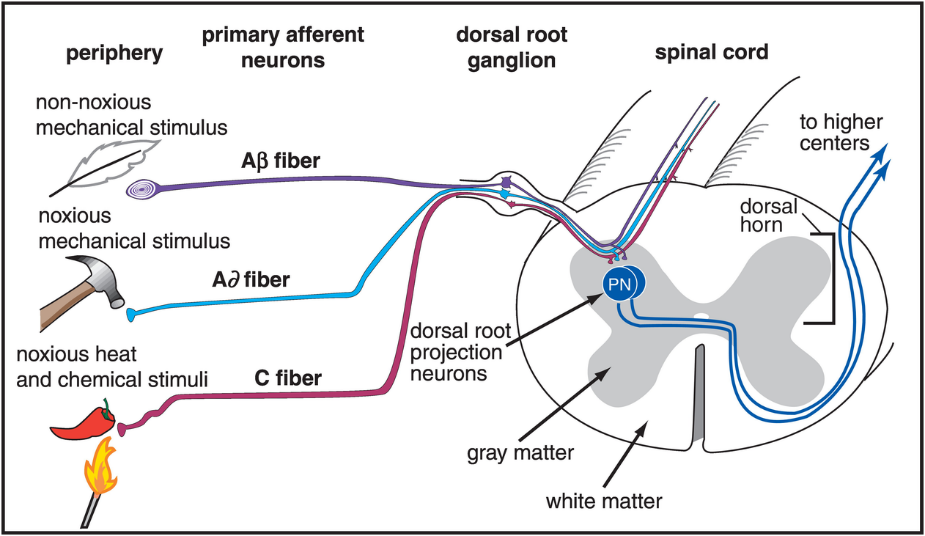 periphery
primary afferent
neurons
dorsal root
ganglion
spinal cord
non-noxious
mechanical stimulus
Aβ fiber
to higher
centers
noxious
mechanical stimulus
dorsal
horn
A∂ fiber
PN
noxious heat
and chemical stimuli
C fiber
dorsal root
projection
neurons
gray matter
white matter